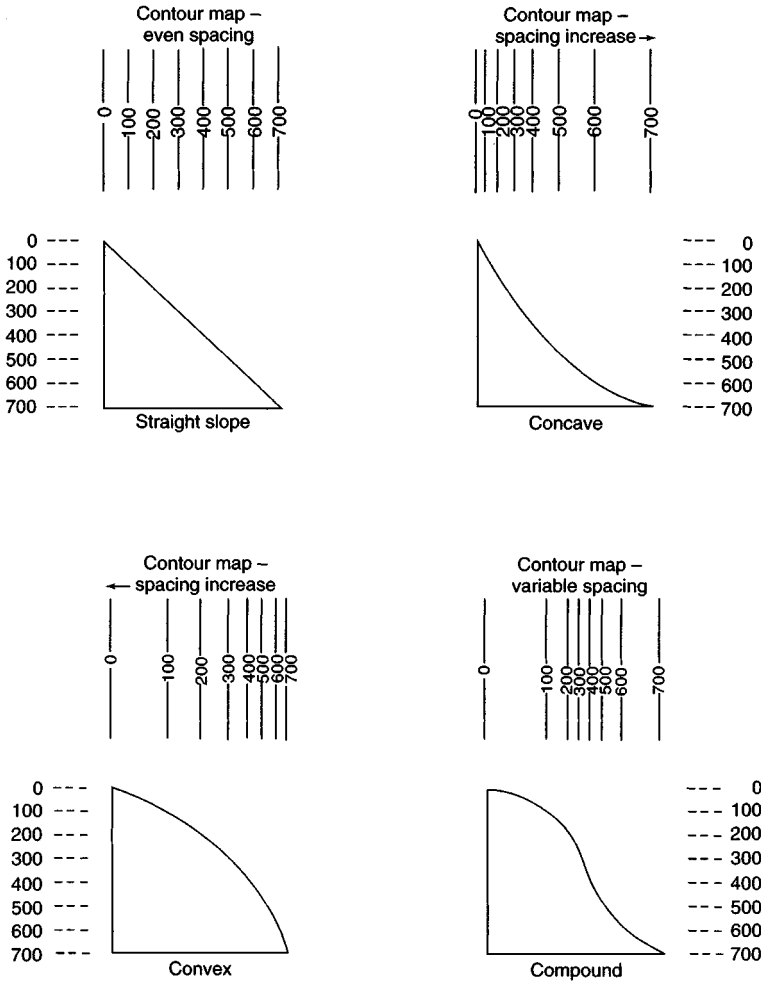 Contour map –
even spacing
0 100 200 300 400 500 600 700
0
100
200
300
400
500
600
700
Straight slope
Contour map –
spacing increase →
0 100 200 300 400 500 600 700
0
100
200
300
400
500
600
700
Concave
Contour map –
← spacing increase
0 100 200 300 400 500 600 700
0
100
200
300
400
500
600
700
Convex
Contour map –
variable spacing
0 100 200 300 400 500 600 700
0
100
200
300
400
500
600
700
Compound